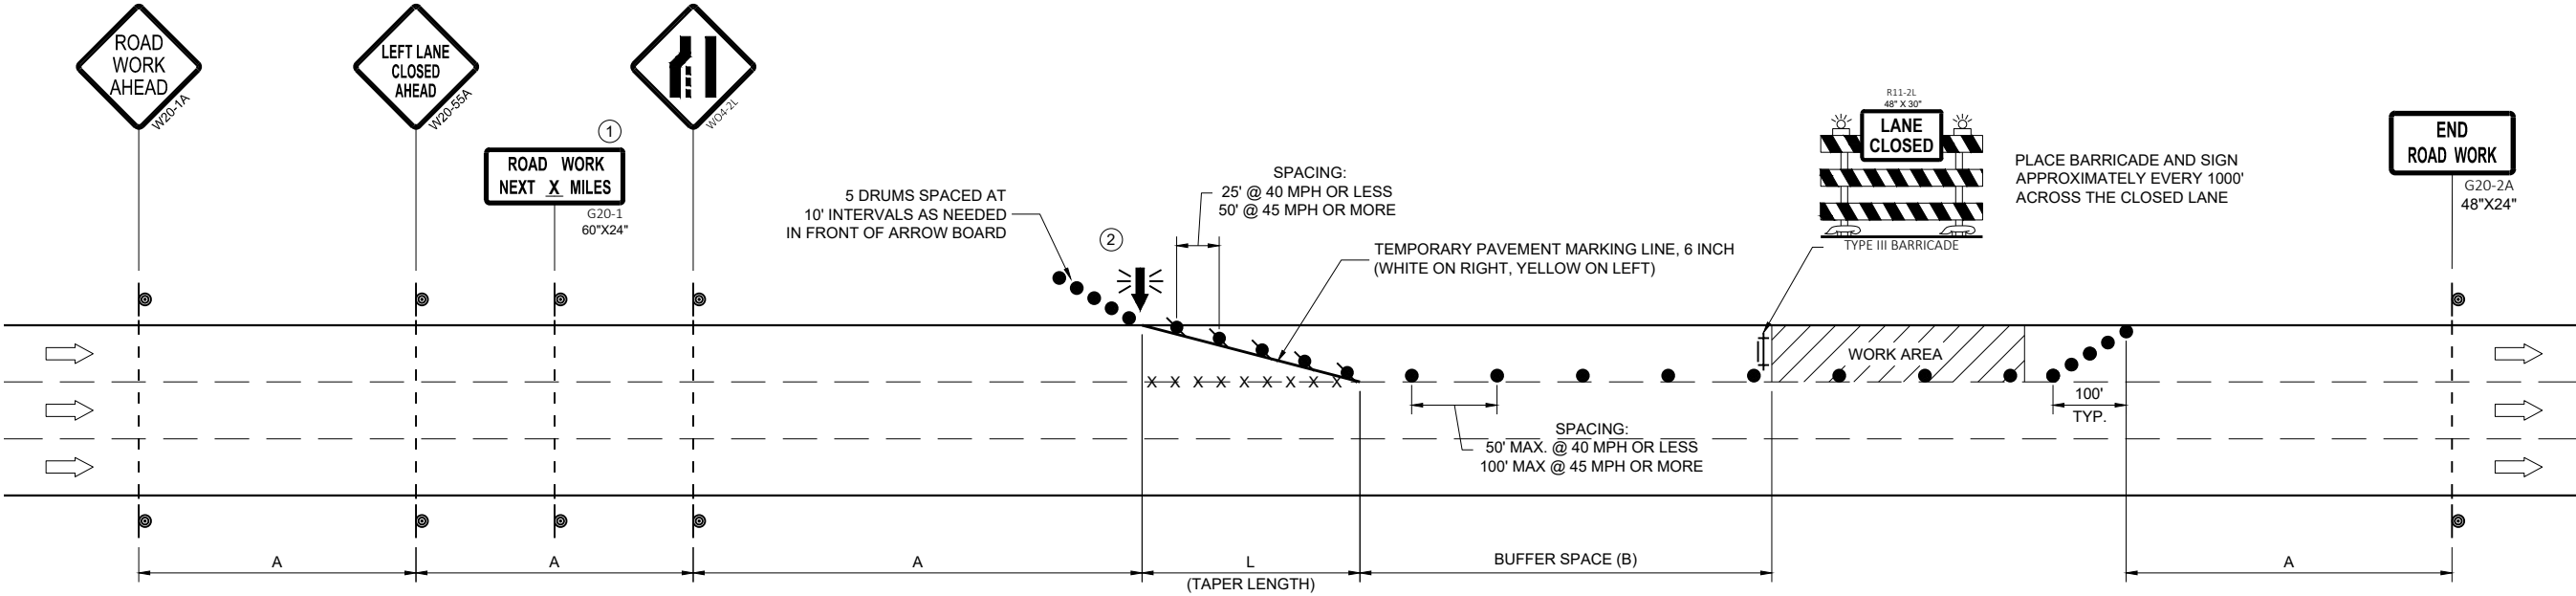 ROAD
WORK
AHEAD
W20-1A
LEFT LANE
CLOSED
AHEAD
W20-55A
1
ROAD WORK
NEXT X MILES
G20-1
60"X24"
WO4-2L
5 DRUMS SPACED AT
10' INTERVALS AS NEEDED
IN FRONT OF ARROW BOARD
2
SPACING:
25' @ 40 MPH OR LESS
50' @ 45 MPH OR MORE
TEMPORARY PAVEMENT MARKING LINE, 6 INCH
(WHITE ON RIGHT, YELLOW ON LEFT)
R11-2L
48" X 30"
LANE
CLOSED
TYPE III BARRICADE
PLACE BARRICADE AND SIGN
APPROXIMATELY EVERY 1000'
ACROSS THE CLOSED LANE
END
ROAD WORK
G20-2A
48"X24"
X X X X X X X X X
WORK AREA
100'
TYP.
SPACING:
50' MAX. @ 40 MPH OR LESS
100' MAX @ 45 MPH OR MORE
A
A
A
L
(TAPER LENGTH)
BUFFER SPACE (B)
A